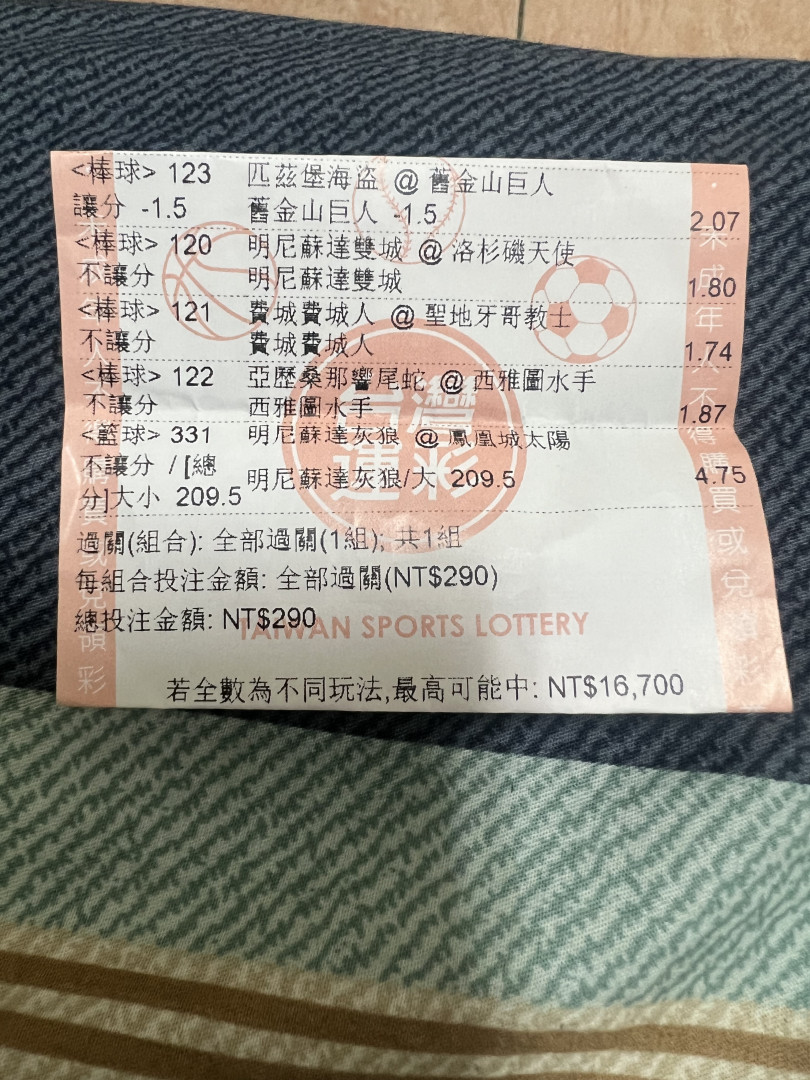 <棒球> 123 匹茲堡海盜 @ 舊金山巨人
讓分 -1.5 舊金山巨人 -1.5 2.07
<棒球> 120 明尼蘇達雙城 @ 洛杉磯天使
不讓分 明尼蘇達雙城 1.80
<棒球> 121 費城費城人 @ 聖地牙哥教士
不讓分 費城費城人 1.74
<棒球> 122 亞歷桑那響尾蛇 @ 西雅圖水手
不讓分 西雅圖水手 1.87
<籃球> 331 明尼蘇達灰狼 @ 鳳凰城太陽
不讓分 / [總
分]大小 209.5 明尼蘇達灰狼/大 209.5 4.75
過關(組合): 全部過關(1組); 共1組
每組合投注金額: 全部過關(NT$290)
總投注金額: NT$290
TAIWAN SPORTS LOTTERY
若全數為不同玩法,最高可能中: NT$16,700
台灣
運彩